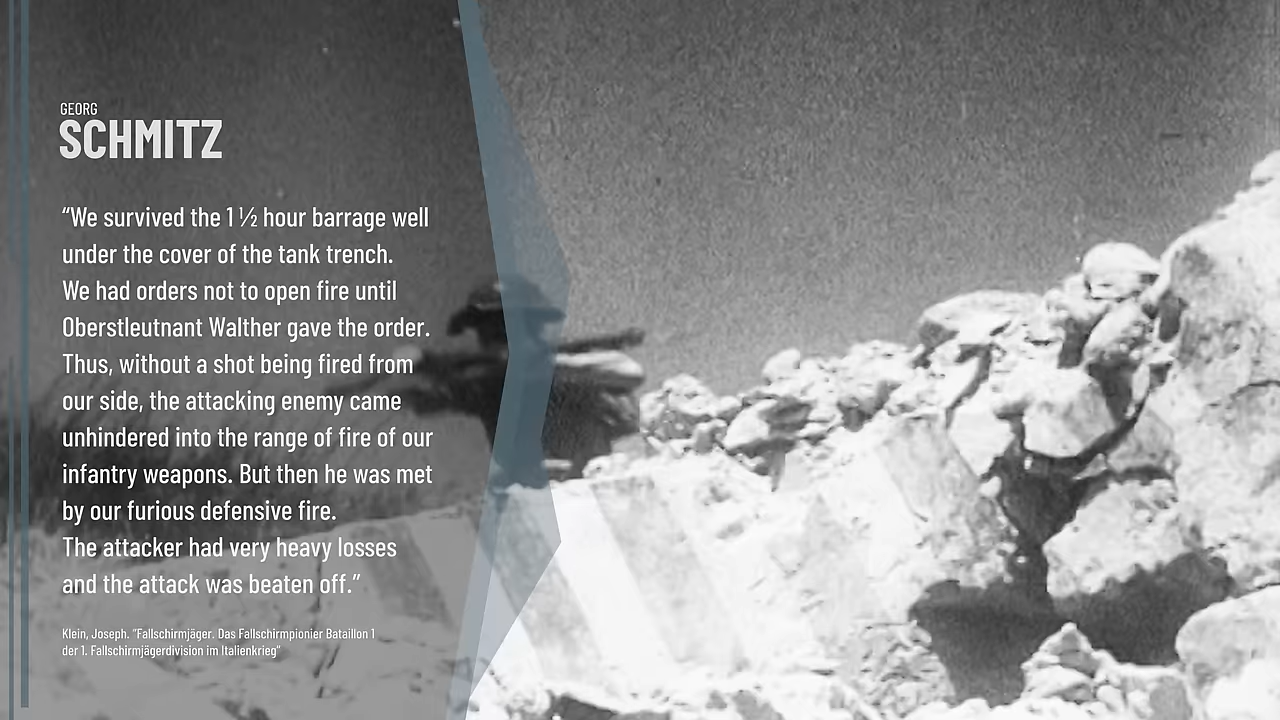 GEORG
SCHMITZ
“We survived the 1 ½ hour barrage well
under the cover of the tank trench.
We had orders not to open fire until
Oberstleutnant Walther gave the order.
Thus, without a shot being fired from
our side, the attacking enemy came
unhindered into the range of fire of our
infantry weapons. But then he was met
by our furious defensive fire.
The attacker had very heavy losses
and the attack was beaten off.”
Klein, Joseph. “Fallschirmjäger. Das Fallschirmpionier Bataillon 1
der 1. Fallschirmjägerdivision im Italienkrieg”